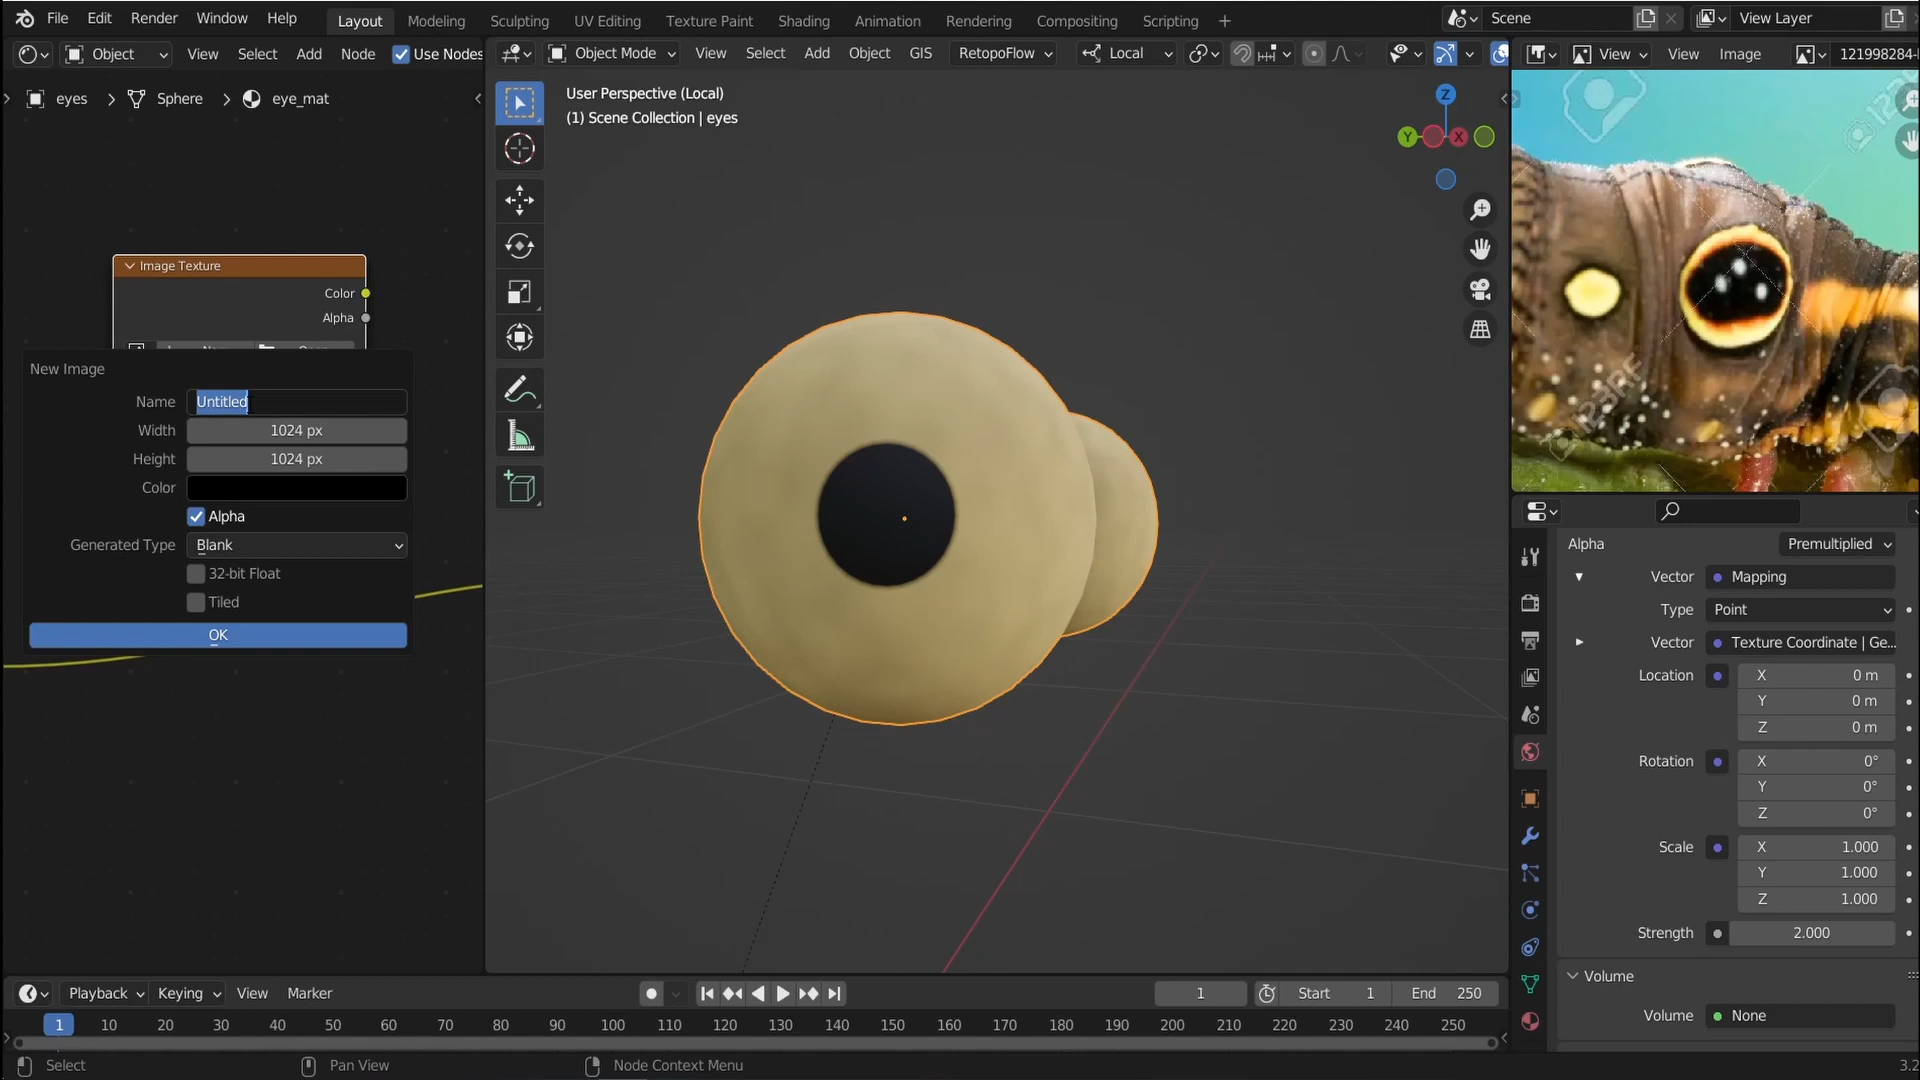 File Edit Render Window Help Layout Modeling Sculpting UV Editing Texture Paint Shading Animation Rendering Compositing Scripting + Scene View Layer
Object View Select Add Node Use Nodes
Object Mode View Select Add Object GIS RetopoFlow Local
View View Image 121998284-
eyes Sphere eye_mat
User Perspective (Local)
(1) Scene Collection | eyes
Z
Y X
Image Texture
Color
Alpha
New Image
Name Untitled
Width 1024 px
Height 1024 px
Color
Alpha
Generated Type Blank
32-bit Float
Tiled
OK
123RF
Alpha Premultiplied
Vector Mapping
Type Point
Vector Texture Coordinate | Ge...
Location X 0 m
Y 0 m
Z 0 m
Rotation X 0°
Y 0°
Z 0°
Scale X 1.000
Y 1.000
Z 1.000
Strength 2.000
Volume
Volume None
Playback Keying View Marker 1 Start 1 End 250
1 10 20 30 40 50 60 70 80 90 100 110 120 130 140 150 160 170 180 190 200 210 220 230 240 250
Select Pan View Node Context Menu 3.2